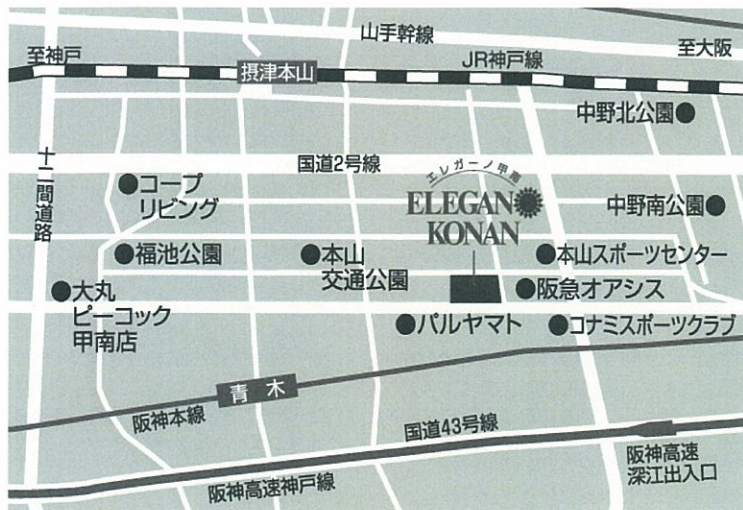 山手幹線
至神戸
至大阪
JR神戸線
摂津本山
中野北公園
十二間道路
国道2号線
エレガーノ甲南
ELEGANO
KONAN
コープ
リビング
中野南公園
福池公園
本山
交通公園
本山スポーツセンター
大丸
ピーコック
甲南店
阪急オアシス
パルヤマト
コナミスポーツクラブ
青木
阪神本線
国道43号線
阪神高速神戸線
阪神高速
深江出入口